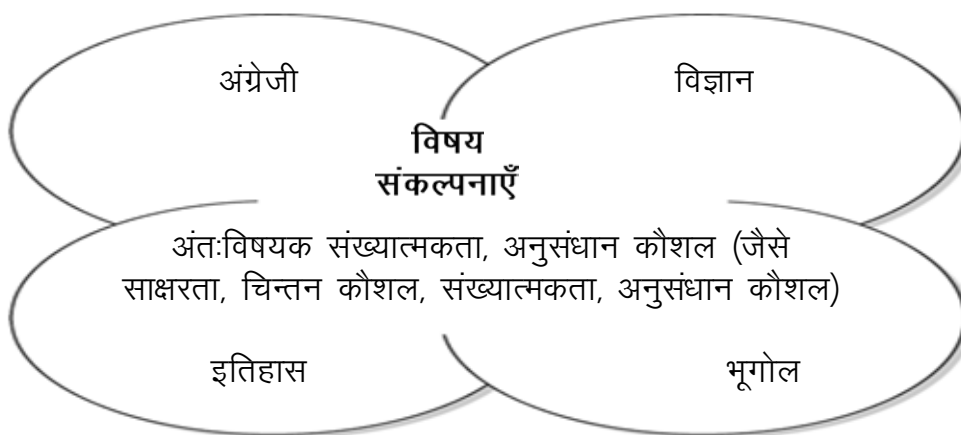 अंग्रेजी
विज्ञान
विषय
संकल्पनाएँ
अंतःविषयक संख्यात्मकता, अनुसंधान कौशल (जैसे
साक्षरता, चिन्तन कौशल, संख्यात्मकता, अनुसंधान कौशल)
इतिहास
भूगोल